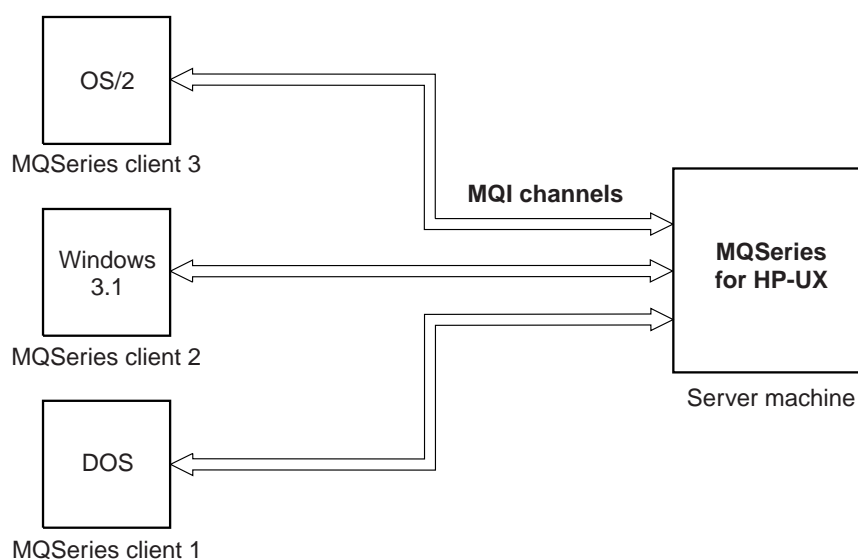 OS/2
MQSeries client 3
MQI channels
Windows
3.1
MQSeries client 2
MQSeries
for HP-UX
Server machine
DOS
MQSeries client 1